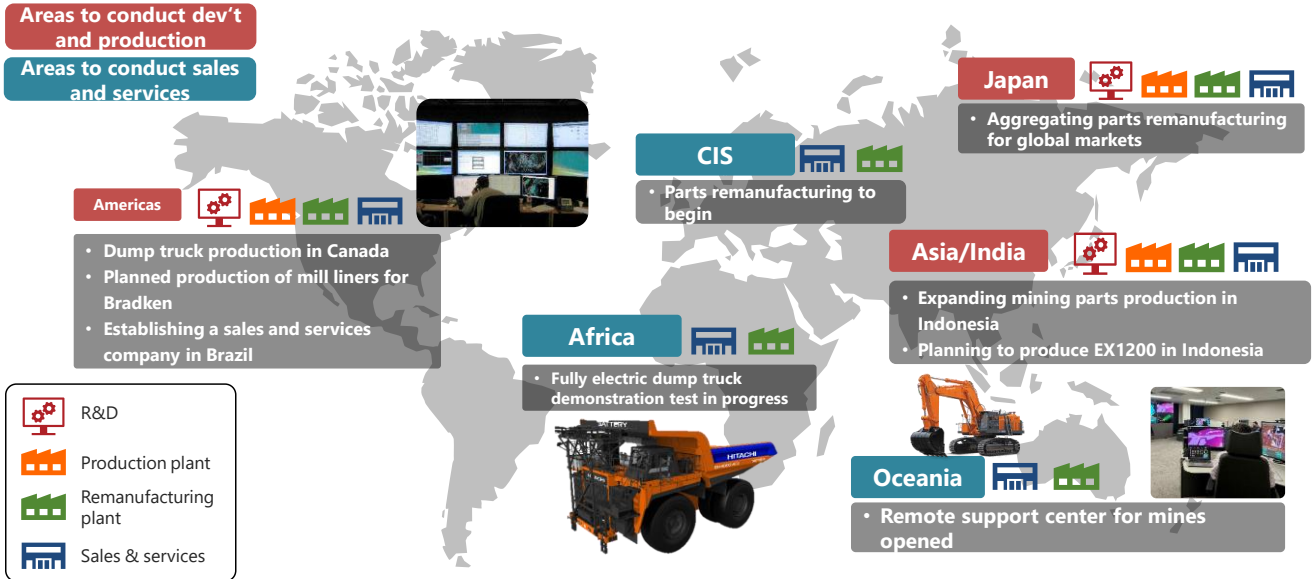 Areas to conduct dev't
and production
Areas to conduct sales
and services
Japan
• Aggregating parts remanufacturing
for global markets
CIS
• Parts remanufacturing to
begin
Americas
• Dump truck production in Canada
• Planned production of mill liners for
Bradken
• Establishing a sales and services
company in Brazil
Asia/India
• Expanding mining parts production in
Indonesia
• Planning to produce EX1200 in Indonesia
Africa
• Fully electric dump truck
demonstration test in progress
BATTERY
HITACHI
Oceania
• Remote support center for mines
opened
R&D
Production plant
Remanufacturing
plant
Sales & services